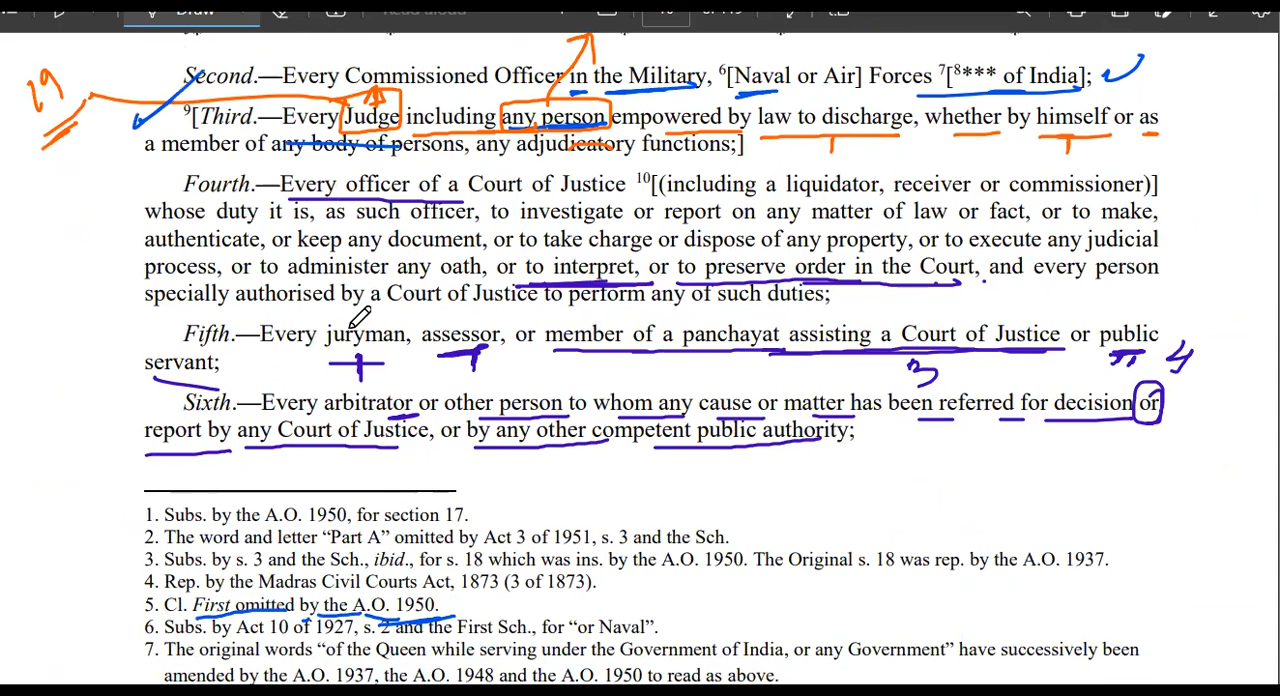 Draw
Read aloud
Second.—Every Commissioned Officer in the Military, 6[Naval or Air] Forces 7[8*** of India];
19
9[Third.—Every Judge including any person empowered by law to discharge, whether by himself or as
a member of any body of persons, any adjudicatory functions;]
Fourth.—Every officer of a Court of Justice 10[(including a liquidator, receiver or commissioner)]
whose duty it is, as such officer, to investigate or report on any matter of law or fact, or to make,
authenticate, or keep any document, or to take charge or dispose of any property, or to execute any judicial
process, or to administer any oath, or to interpret, or to preserve order in the Court, and every person
specially authorised by a Court of Justice to perform any of such duties;
Fifth.—Every juryman, assessor, or member of a panchayat assisting a Court of Justice or public
servant;
3
4
Sixth.—Every arbitrator or other person to whom any cause or matter has been referred for decision or
report by any Court of Justice, or by any other competent public authority;
1. Subs. by the A.O. 1950, for section 17.
2. The word and letter “Part A” omitted by Act 3 of 1951, s. 3 and the Sch.
3. Subs. by s. 3 and the Sch., ibid., for s. 18 which was ins. by the A.O. 1950. The Original s. 18 was rep. by the A.O. 1937.
4. Rep. by the Madras Civil Courts Act, 1873 (3 of 1873).
5. Cl. First omitted by the A.O. 1950.
6. Subs. by Act 10 of 1927, s. 2 and the First Sch., for “or Naval”.
7. The original words “of the Queen while serving under the Government of India, or any Government” have successively been
amended by the A.O. 1937, the A.O. 1948 and the A.O. 1950 to read as above.